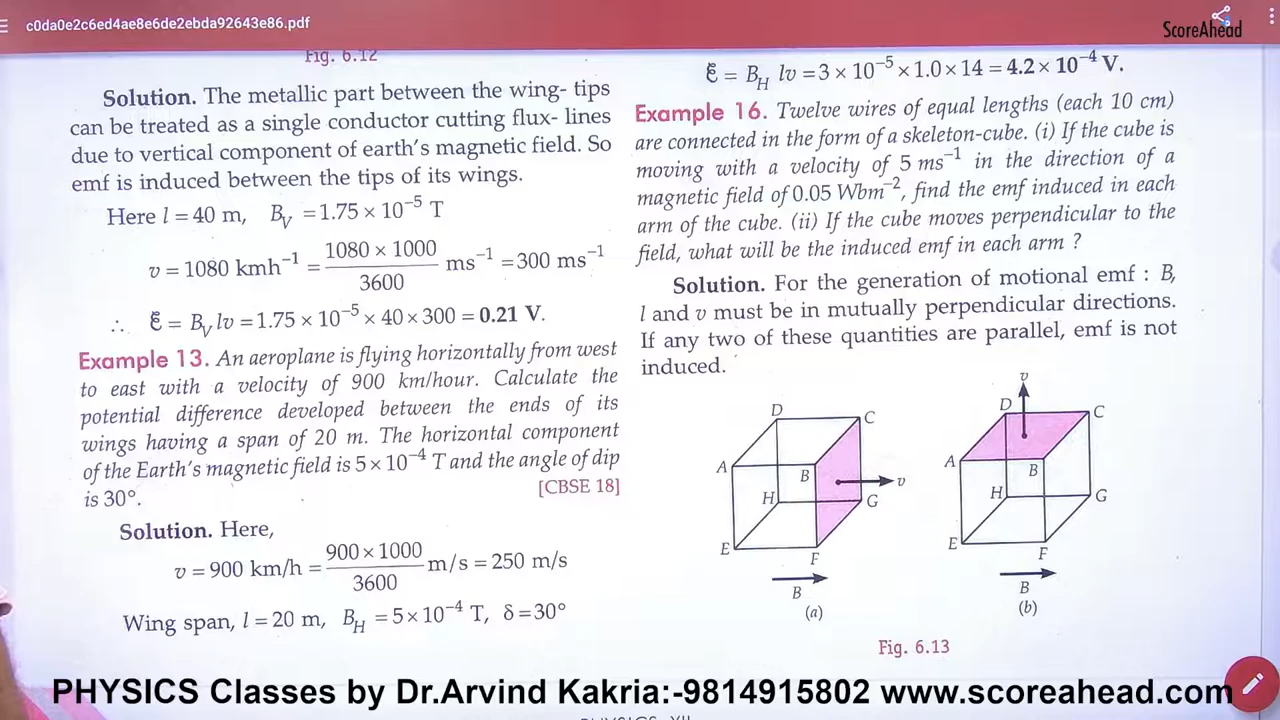 c0da0e2c6ed4ae8e6de2ebda92643e86.pdf
ScoreAhead
Fig. 6.12
Solution. The metallic part between the wing- tips
can be treated as a single conductor cutting flux- lines
due to vertical component of earth's magnetic field. So
emf is induced between the tips of its wings.
Here l = 40 m, B_V = 1.75 × 10⁻⁵ T
v = 1080 kmh⁻¹ = 1080 × 1000 / 3600 ms⁻¹ = 300 ms⁻¹
∴ ℰ = B_V lv = 1.75 × 10⁻⁵ × 40 × 300 = 0.21 V.
Example 13. An aeroplane is flying horizontally from west
to east with a velocity of 900 km/hour. Calculate the
potential difference developed between the ends of its
wings having a span of 20 m. The horizontal component
of the Earth's magnetic field is 5 × 10⁻⁴ T and the angle of dip
is 30°. [CBSE 18]
Solution. Here,
v = 900 km/h = 900 × 1000 / 3600 m/s = 250 m/s
Wing span, l = 20 m, B_H = 5 × 10⁻⁴ T, δ = 30°
ℰ = B_H lv = 3 × 10⁻⁵ × 1.0 × 14 = 4.2 × 10⁻⁴ V.
Example 16. Twelve wires of equal lengths (each 10 cm)
are connected in the form of a skeleton-cube. (i) If the cube is
moving with a velocity of 5 ms⁻¹ in the direction of a
magnetic field of 0.05 Wbm⁻², find the emf induced in each
arm of the cube. (ii) If the cube moves perpendicular to the
field, what will be the induced emf in each arm ?
Solution. For the generation of motional emf : B,
l and v must be in mutually perpendicular directions.
If any two of these quantities are parallel, emf is not
induced.
D C
A B
v
H G
E F
B
(a)
v
D C
A B
H G
E F
B
(b)
Fig. 6.13
PHYSICS Classes by Dr.Arvind Kakria:-9814915802 www.scoreahead.com